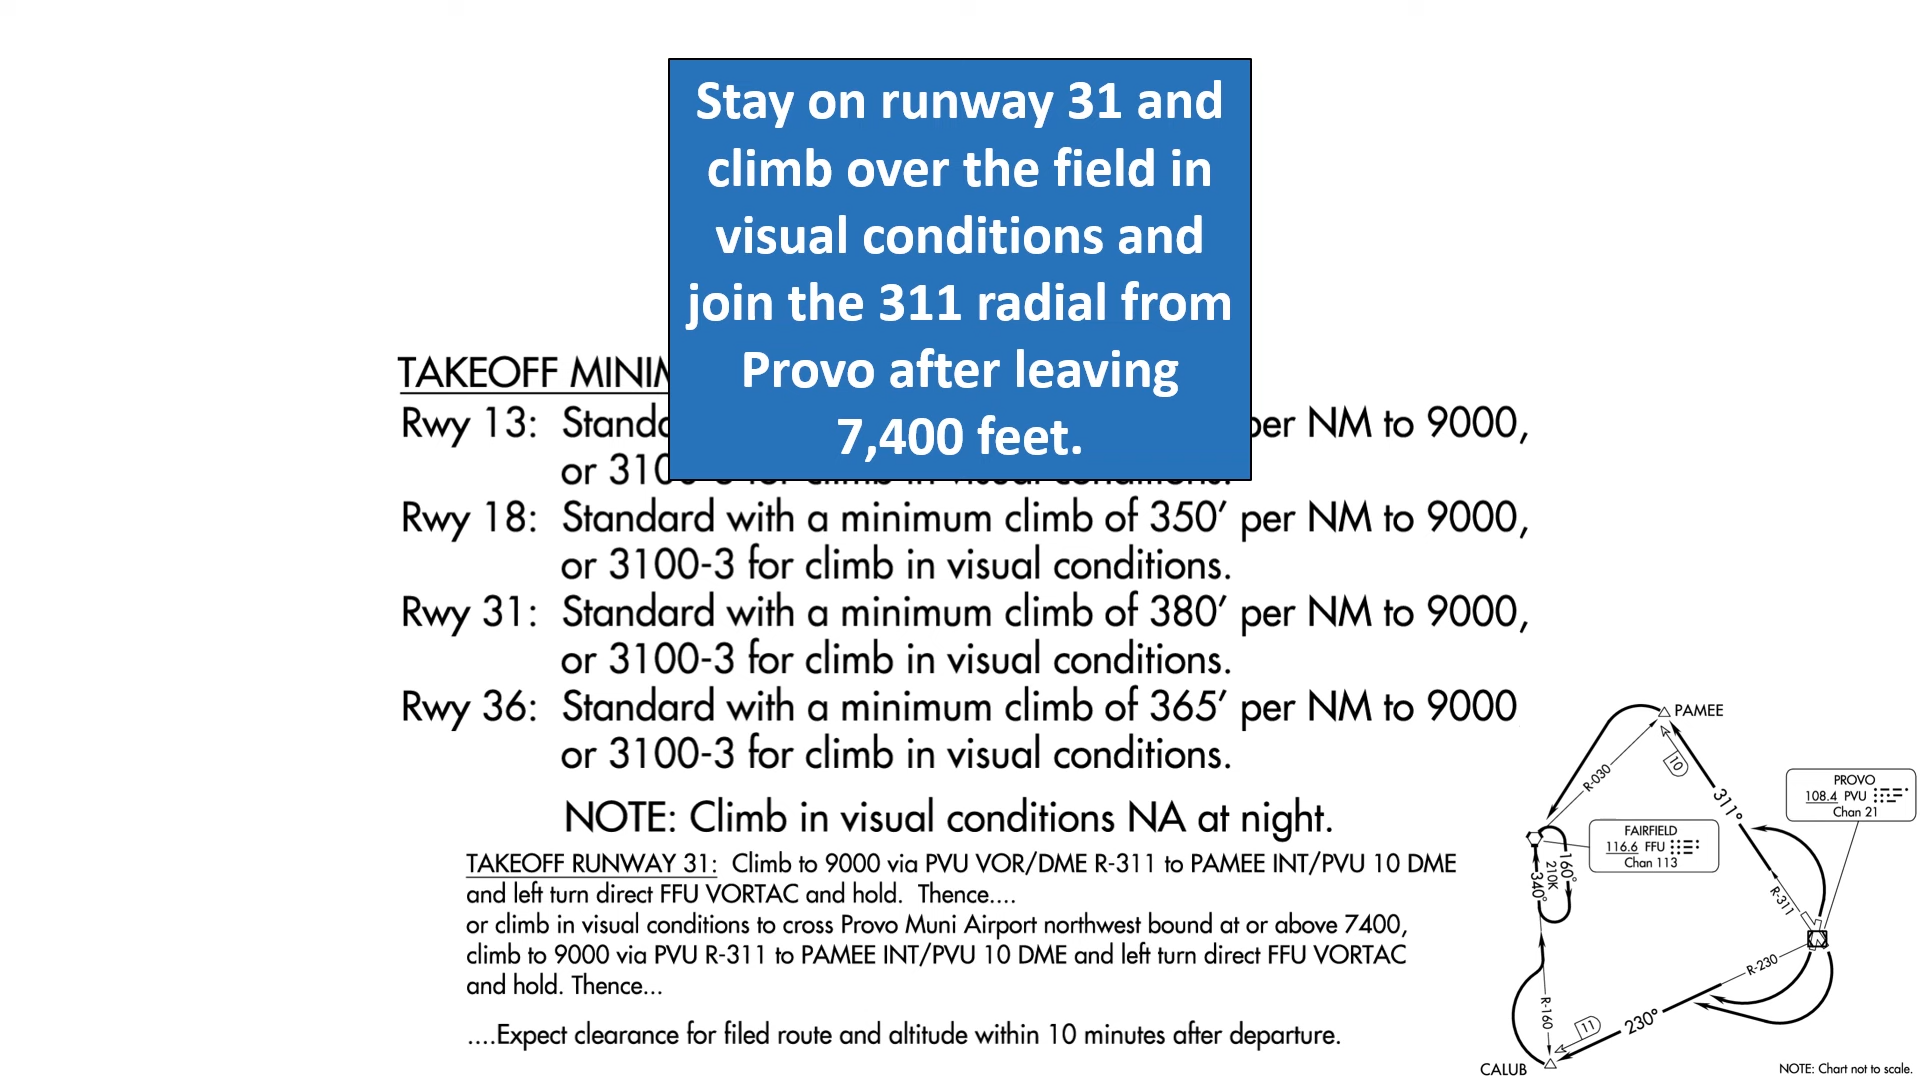 Stay on runway 31 and
climb over the field in
visual conditions and
join the 311 radial from
Provo after leaving
7,400 feet.
TAKEOFF
Rwy 13: per NM to 9000,
or
Rwy 18: Standard with a minimum climb of 350’ per NM to 9000,
or 3100-3 for climb in visual conditions.
Rwy 31: Standard with a minimum climb of 380’ per NM to 9000,
or 3100-3 for climb in visual conditions.
Rwy 36: Standard with a minimum climb of 365’ per NM to 9000
or 3100-3 for climb in visual conditions.
NOTE: Climb in visual conditions NA at night.
TAKEOFF RUNWAY 31: Climb to 9000 via PVU VOR/DME R-311 to PAMEE INT/PVU 10 DME
and left turn direct FFU VORTAC and hold. Thence....
or climb in visual conditions to cross Provo Muni Airport northwest bound at or above 7400,
climb to 9000 via PVU R-311 to PAMEE INT/PVU 10 DME and left turn direct FFU VORTAC
and hold. Thence...
....Expect clearance for filed route and altitude within 10 minutes after departure.
PAMEE
10
R-030
311°
PROVO
108.4 PVU
Chan 21
FAIRFIELD
116.6 FFU
Chan 113
160°
210K
340°
R-311
R-230
230°
R-160
11
CALUB
NOTE: Chart not to scale.